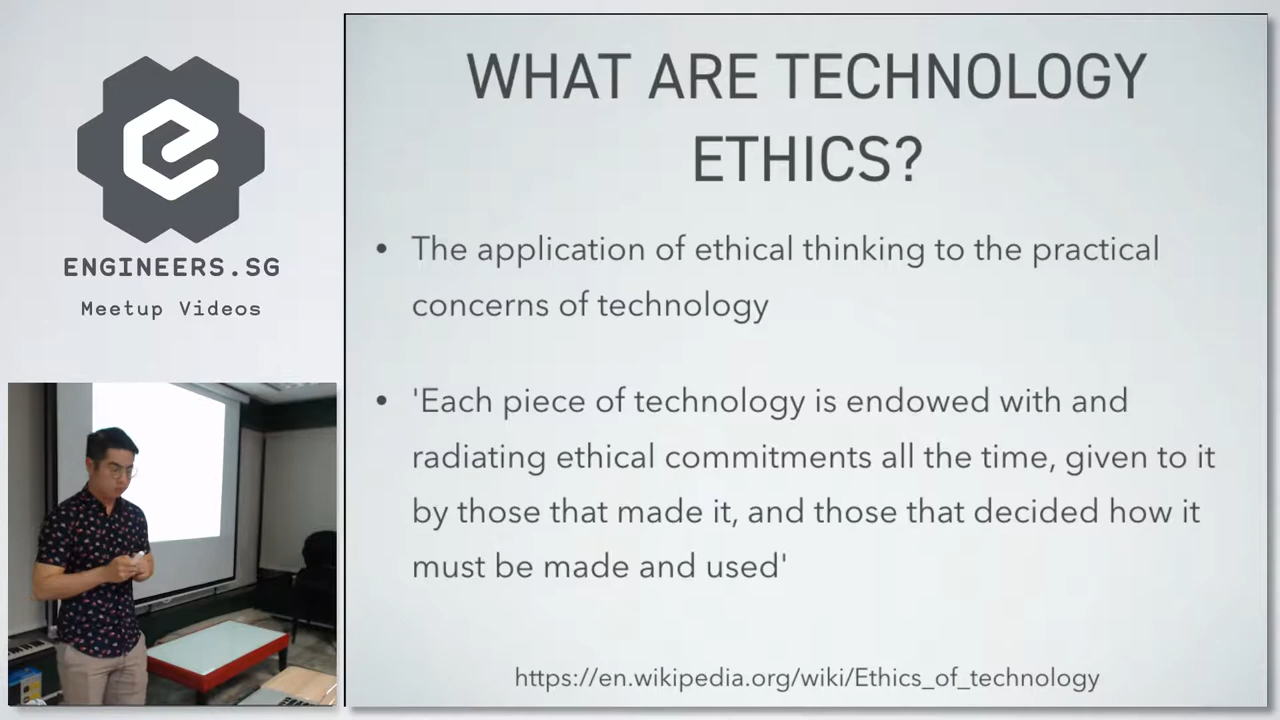 ENGINEERS.SG
Meetup Videos
WHAT ARE TECHNOLOGY
ETHICS?
• The application of ethical thinking to the practical
concerns of technology
• 'Each piece of technology is endowed with and
radiating ethical commitments all the time, given to it
by those that made it, and those that decided how it
must be made and used'
https://en.wikipedia.org/wiki/Ethics_of_technology